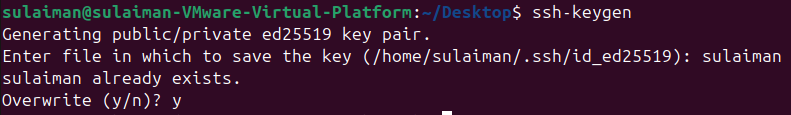 sulaiman@sulaiman-VMware-Virtual-Platform:~/Desktop$ ssh-keygen
Generating public/private ed25519 key pair.
Enter file in which to save the key (/home/sulaiman/.ssh/id_ed25519): sulaiman
sulaiman already exists.
Overwrite (y/n)? y